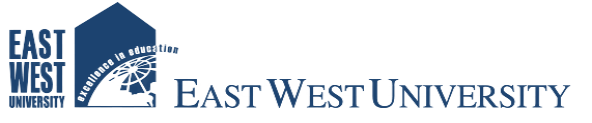 EAST
WEST
UNIVERSITY
excellence in education
EAST WEST UNIVERSITY